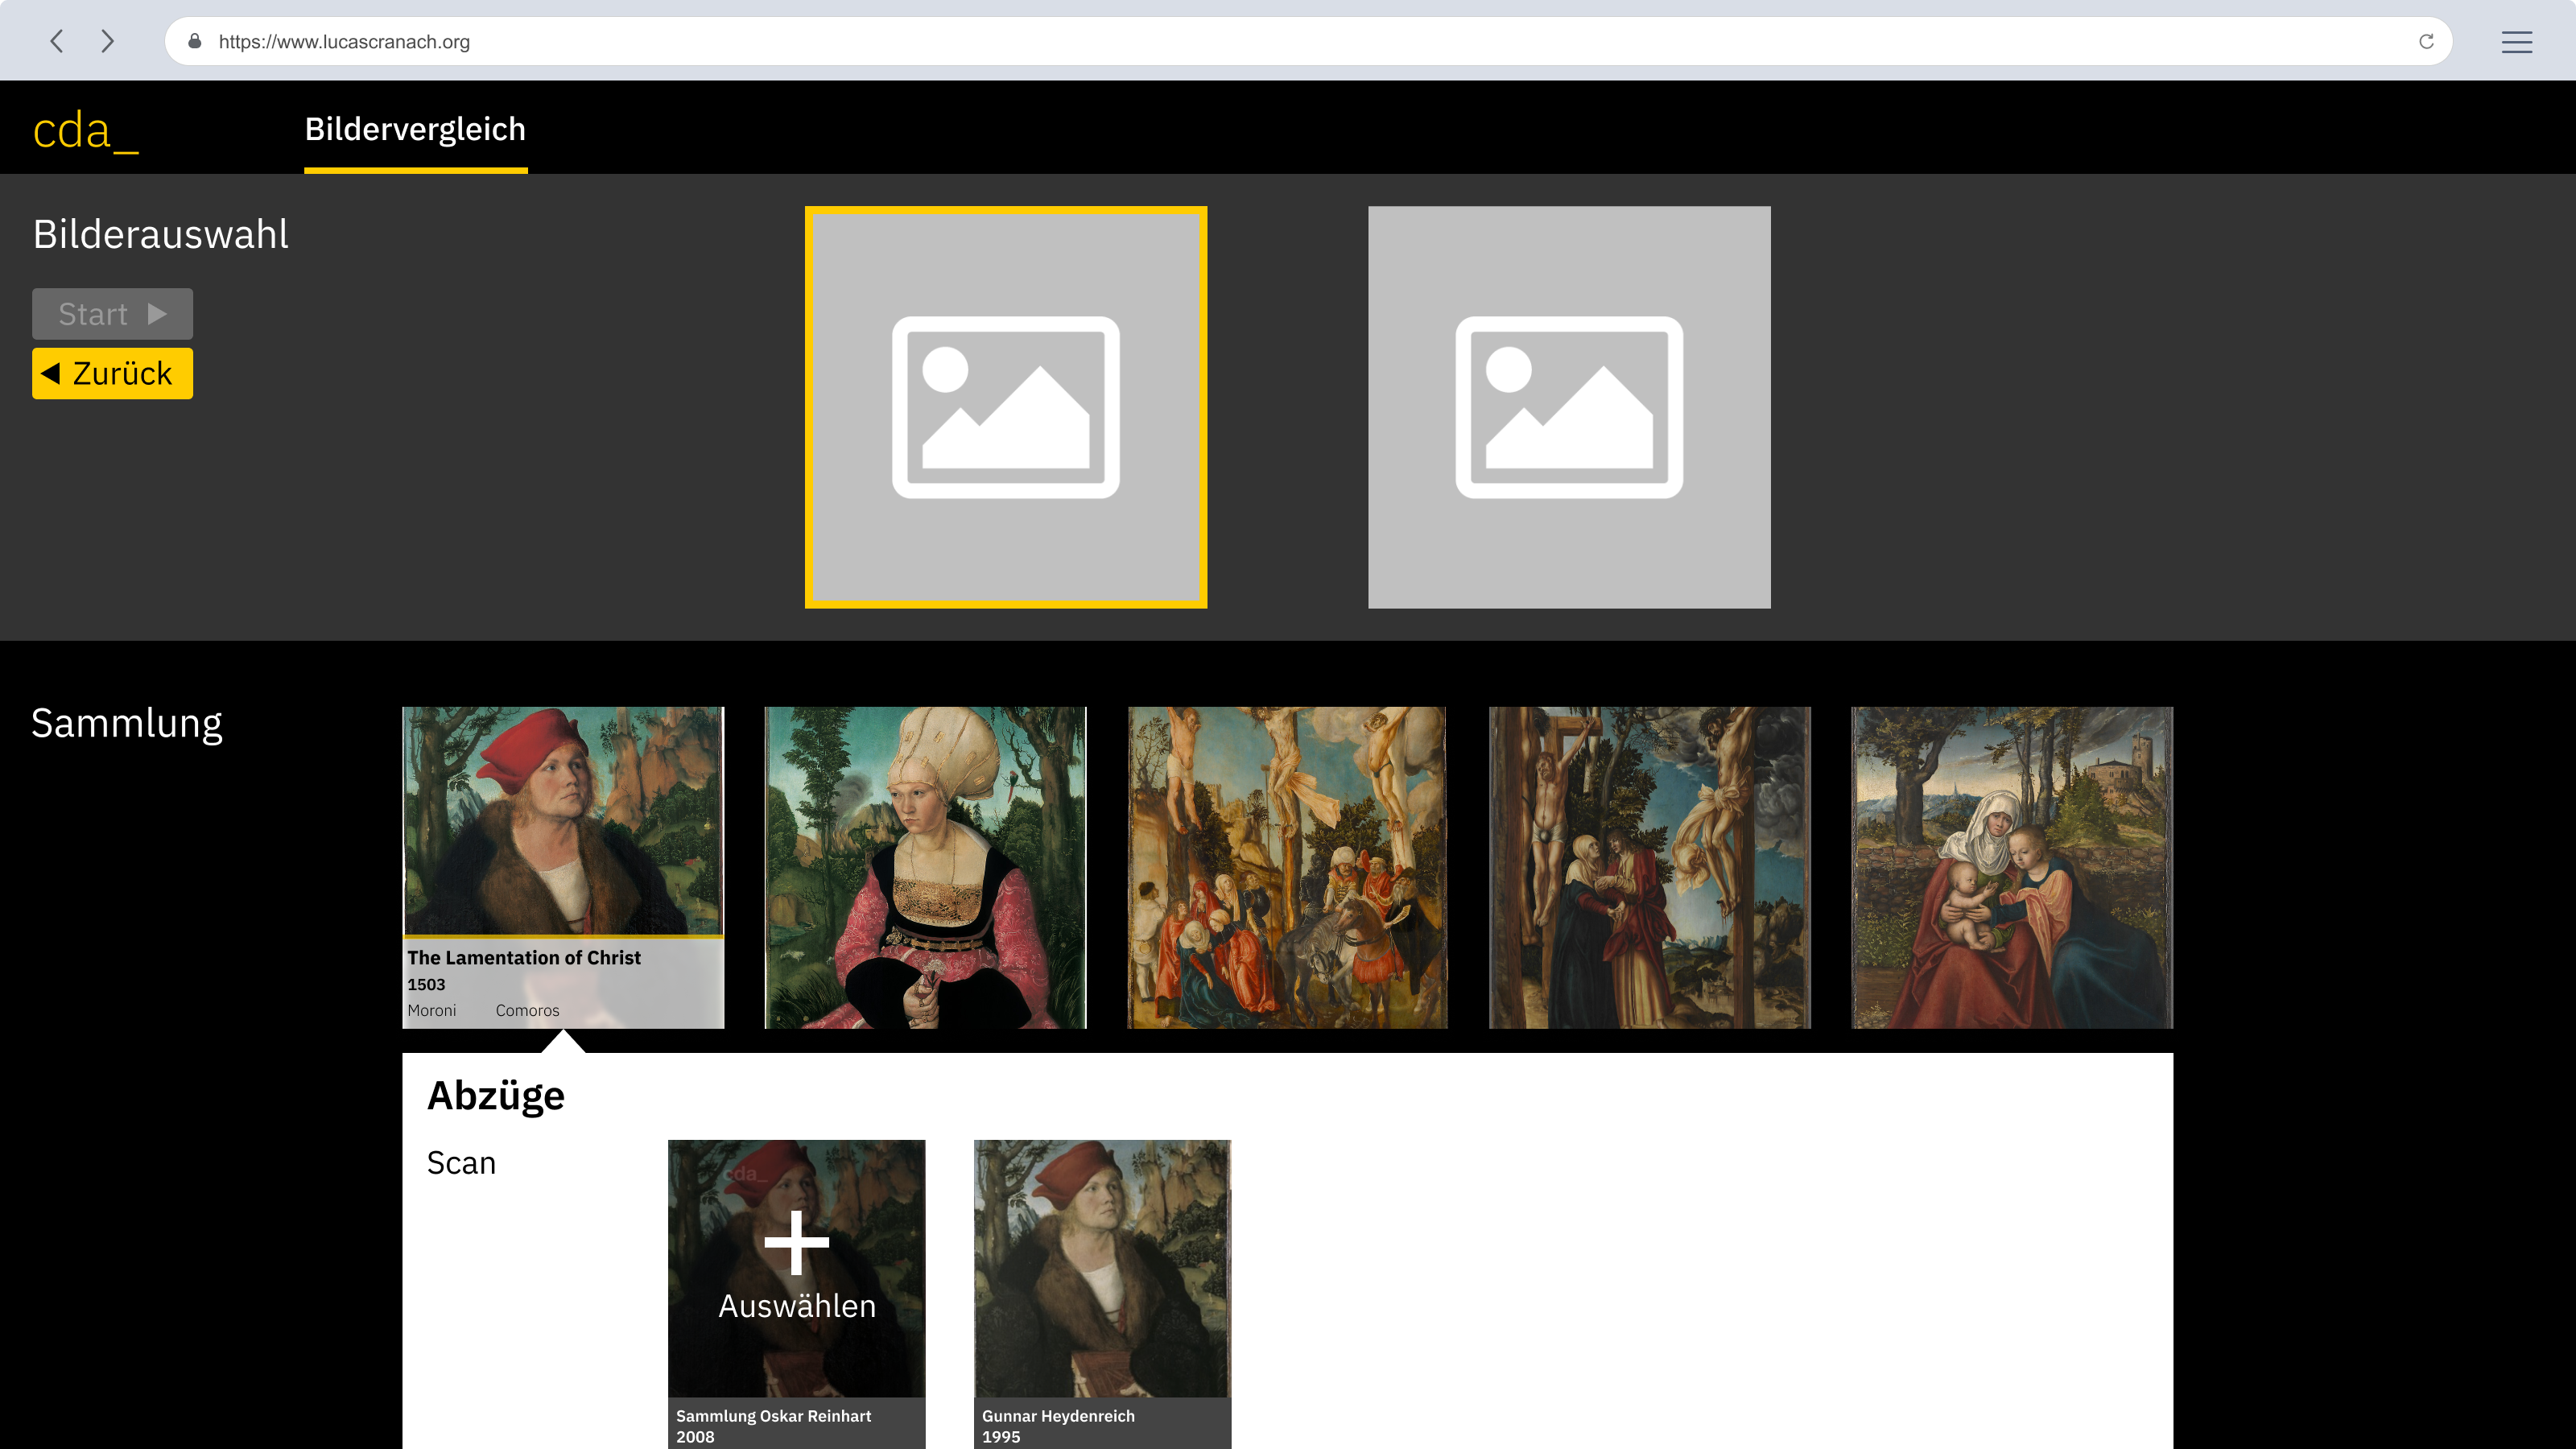 https://www.lucascranach.org
cda_
Bildervergleich
Bilderauswahl
Start
Zurück
Sammlung
The Lamentation of Christ
1503
Moroni Comoros
Abzüge
Scan
cda_
Auswählen
Sammlung Oskar Reinhart
2008
Gunnar Heydenreich
1995